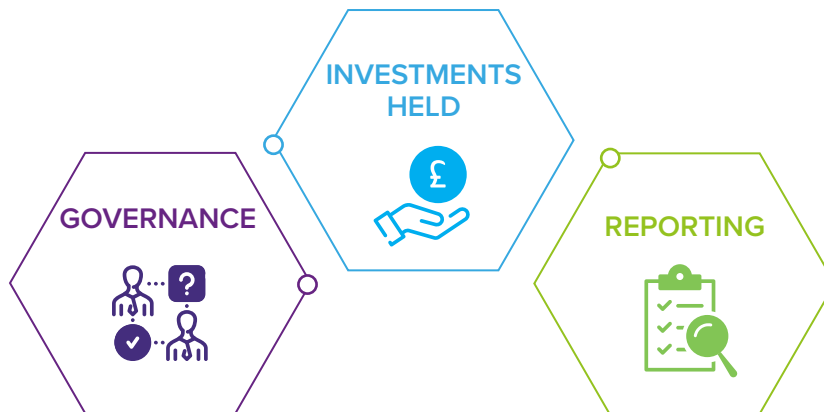 GOVERNANCE
INVESTMENTS
HELD
£
?
REPORTING